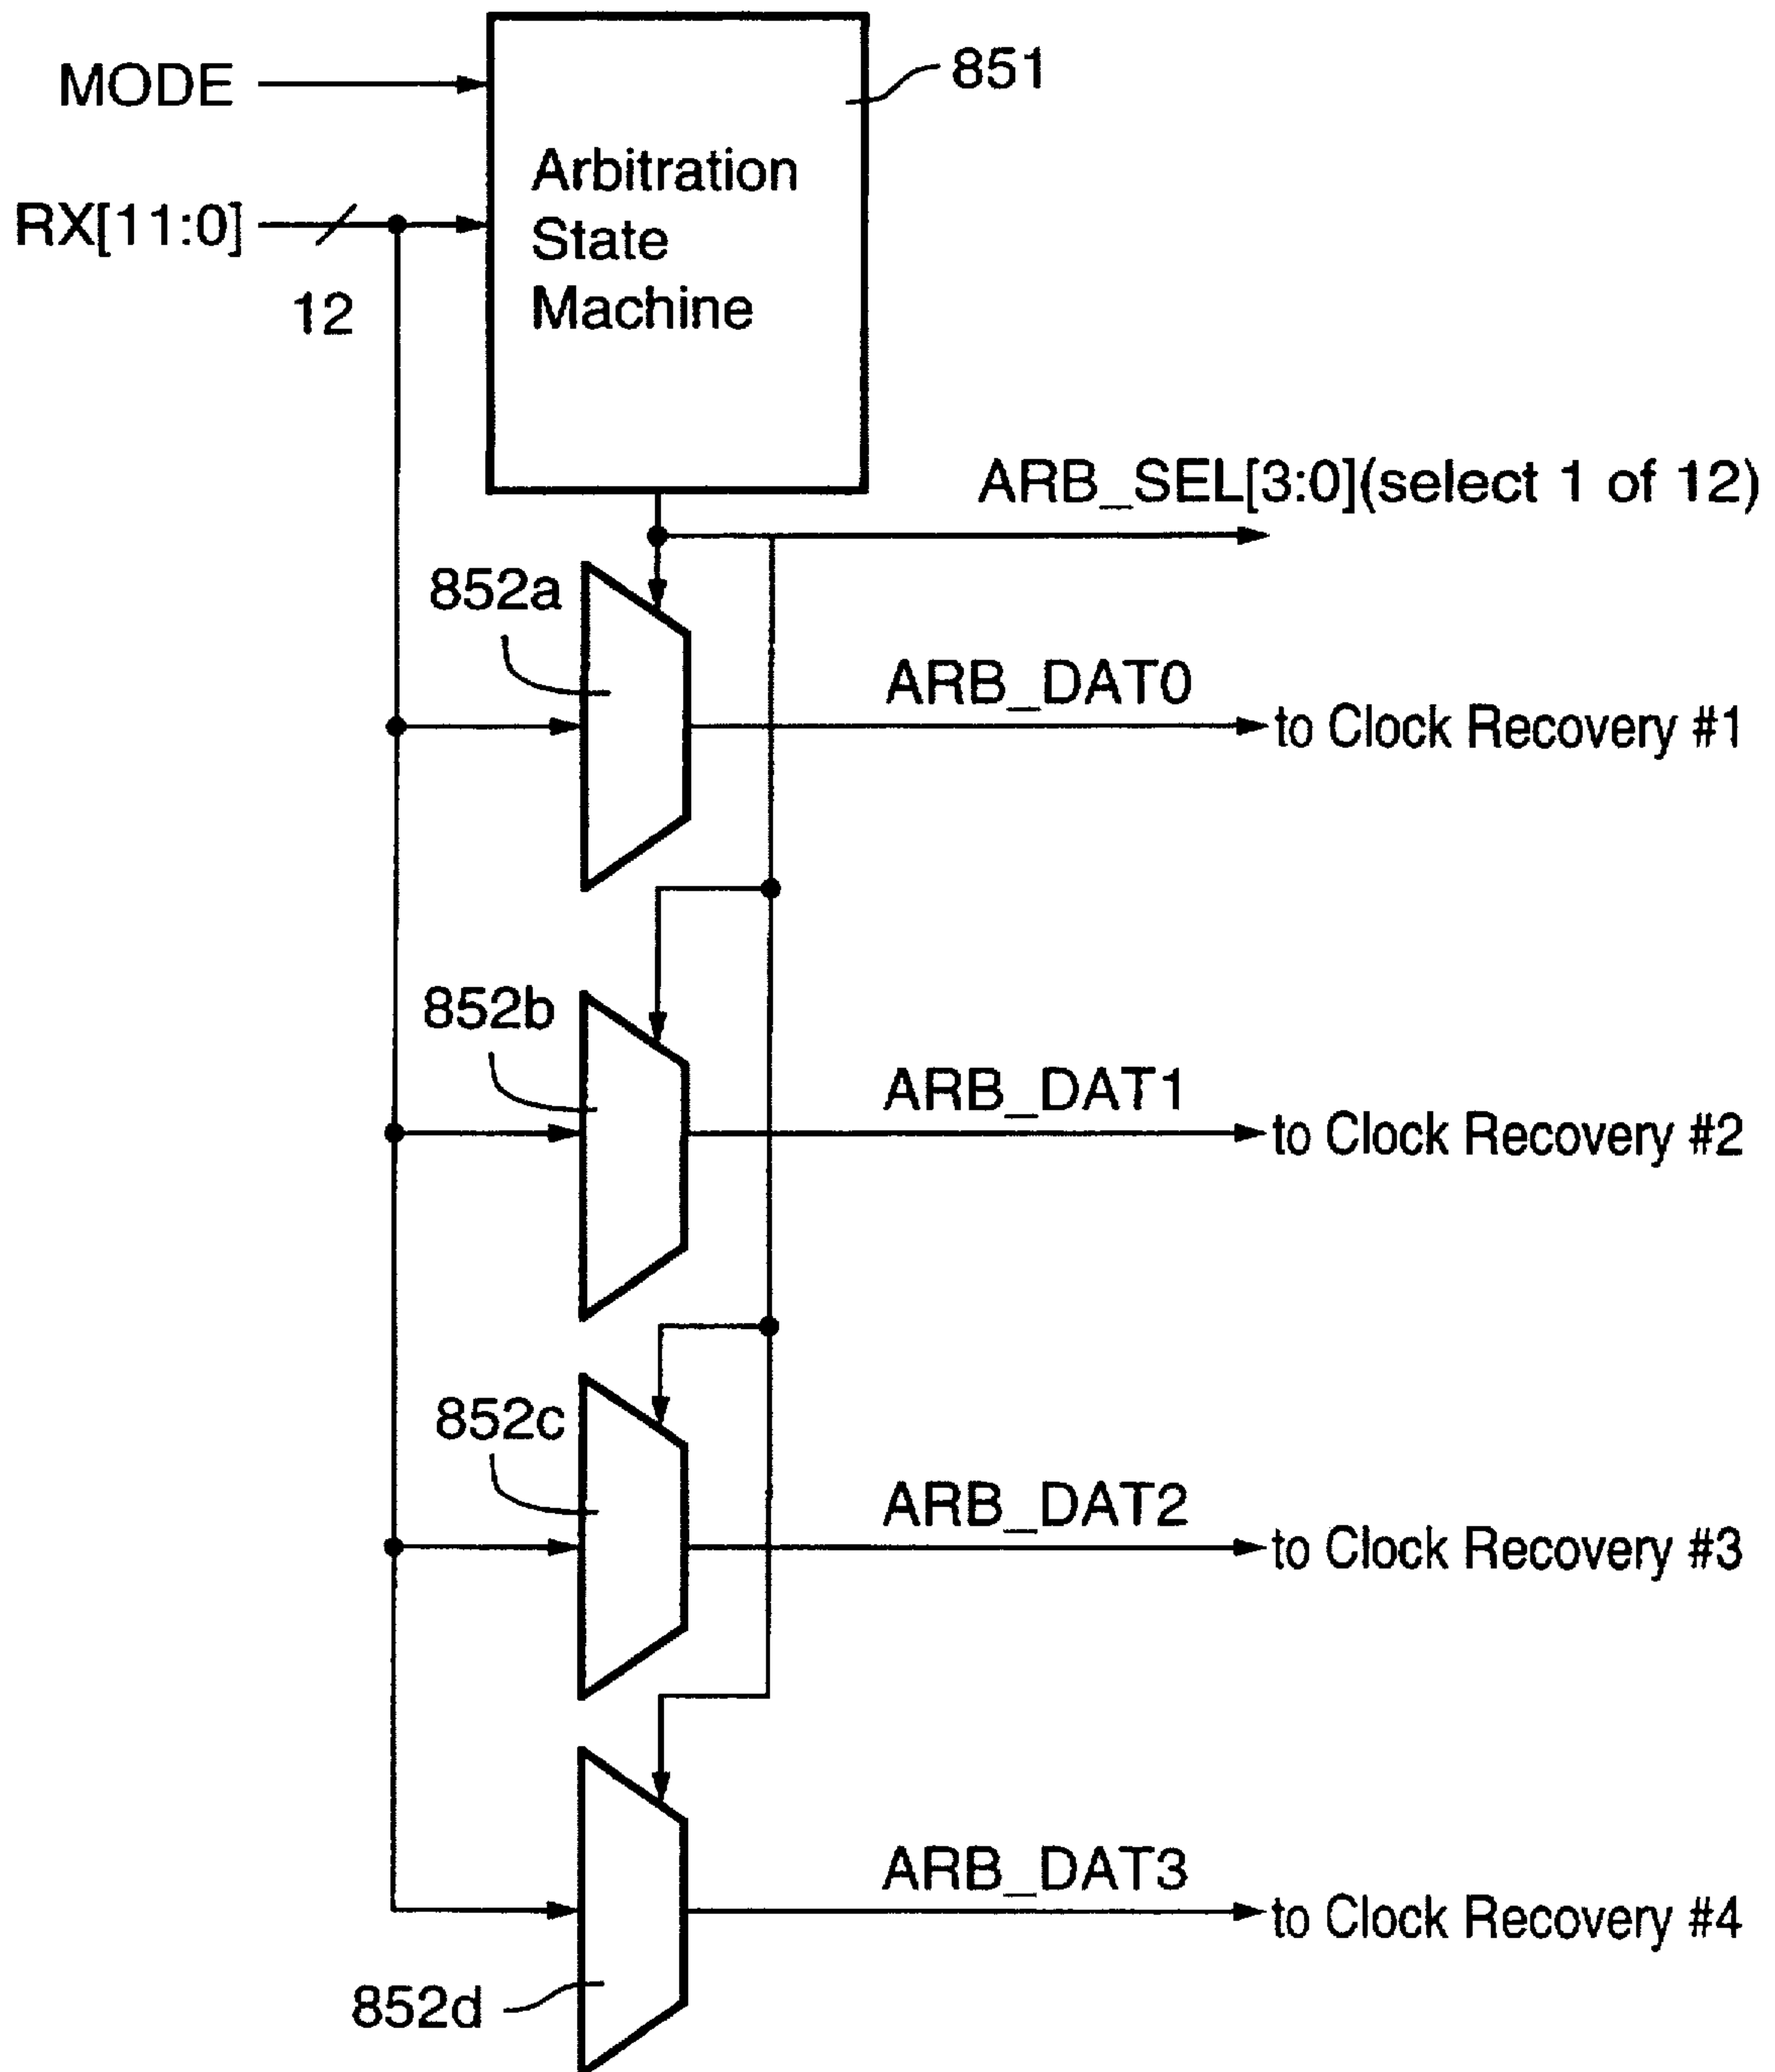 MODE
851
Arbitration
State
Machine
RX[11:0]
12
ARB_SEL[3:0](select 1 of 12)
852a
ARB_DAT0
to Clock Recovery #1
852b
ARB_DAT1
to Clock Recovery #2
852c
ARB_DAT2
to Clock Recovery #3
ARB_DAT3
to Clock Recovery #4
852d